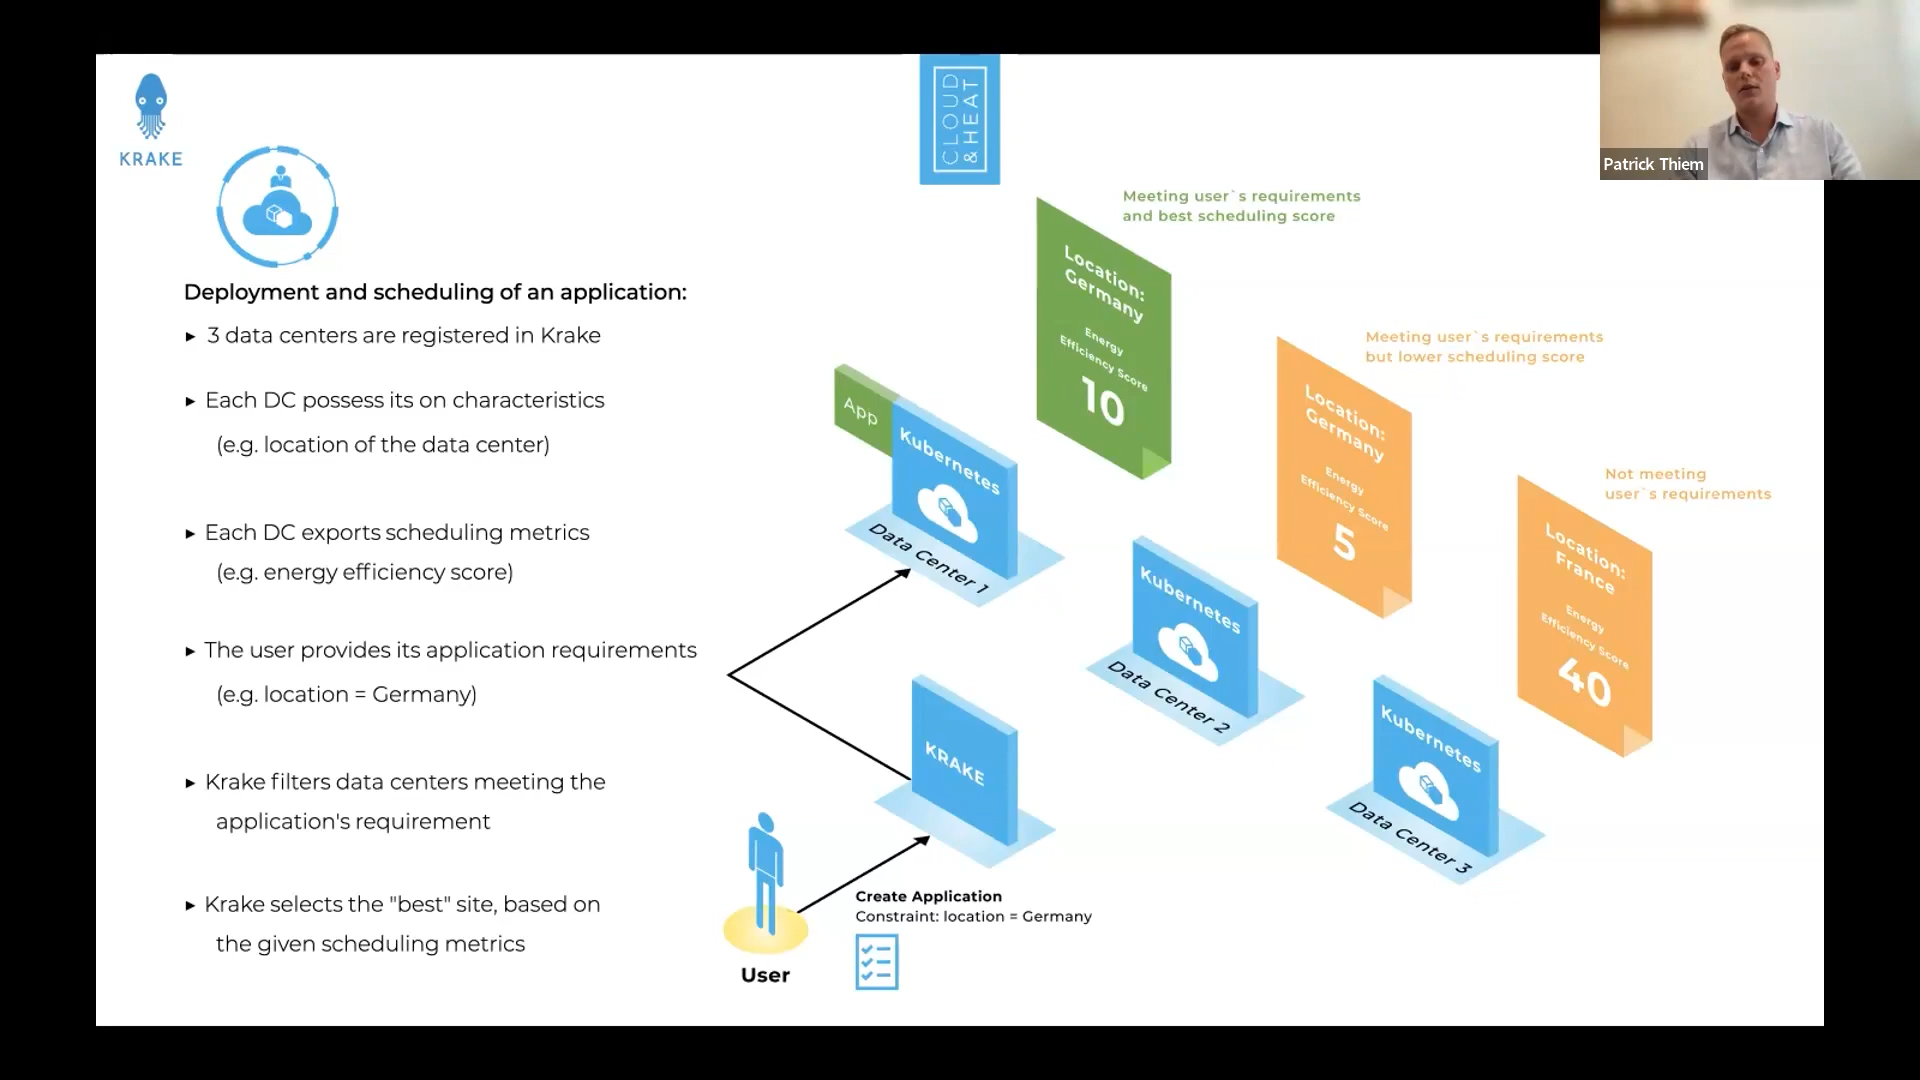 KRAKE
CLOUD
& HEAT
Patrick Thiem
Deployment and scheduling of an application:
▸ 3 data centers are registered in Krake
▸ Each DC possess its on characteristics
(e.g. location of the data center)
▸ Each DC exports scheduling metrics
(e.g. energy efficiency score)
▸ The user provides its application requirements
(e.g. location = Germany)
▸ Krake filters data centers meeting the
application's requirement
▸ Krake selects the "best" site, based on
the given scheduling metrics
Meeting user`s requirements
and best scheduling score
Location:
Germany
Energy
Efficiency Score
10
App
Kubernetes
Data Center 1
Meeting user`s requirements
but lower scheduling score
Location:
Germany
Energy
Efficiency Score
5
Kubernetes
Data Center 2
Not meeting
user`s requirements
Location:
France
Energy
Efficiency Score
40
Kubernetes
Data Center 3
KRAKE
Create Application
Constraint: location = Germany
User